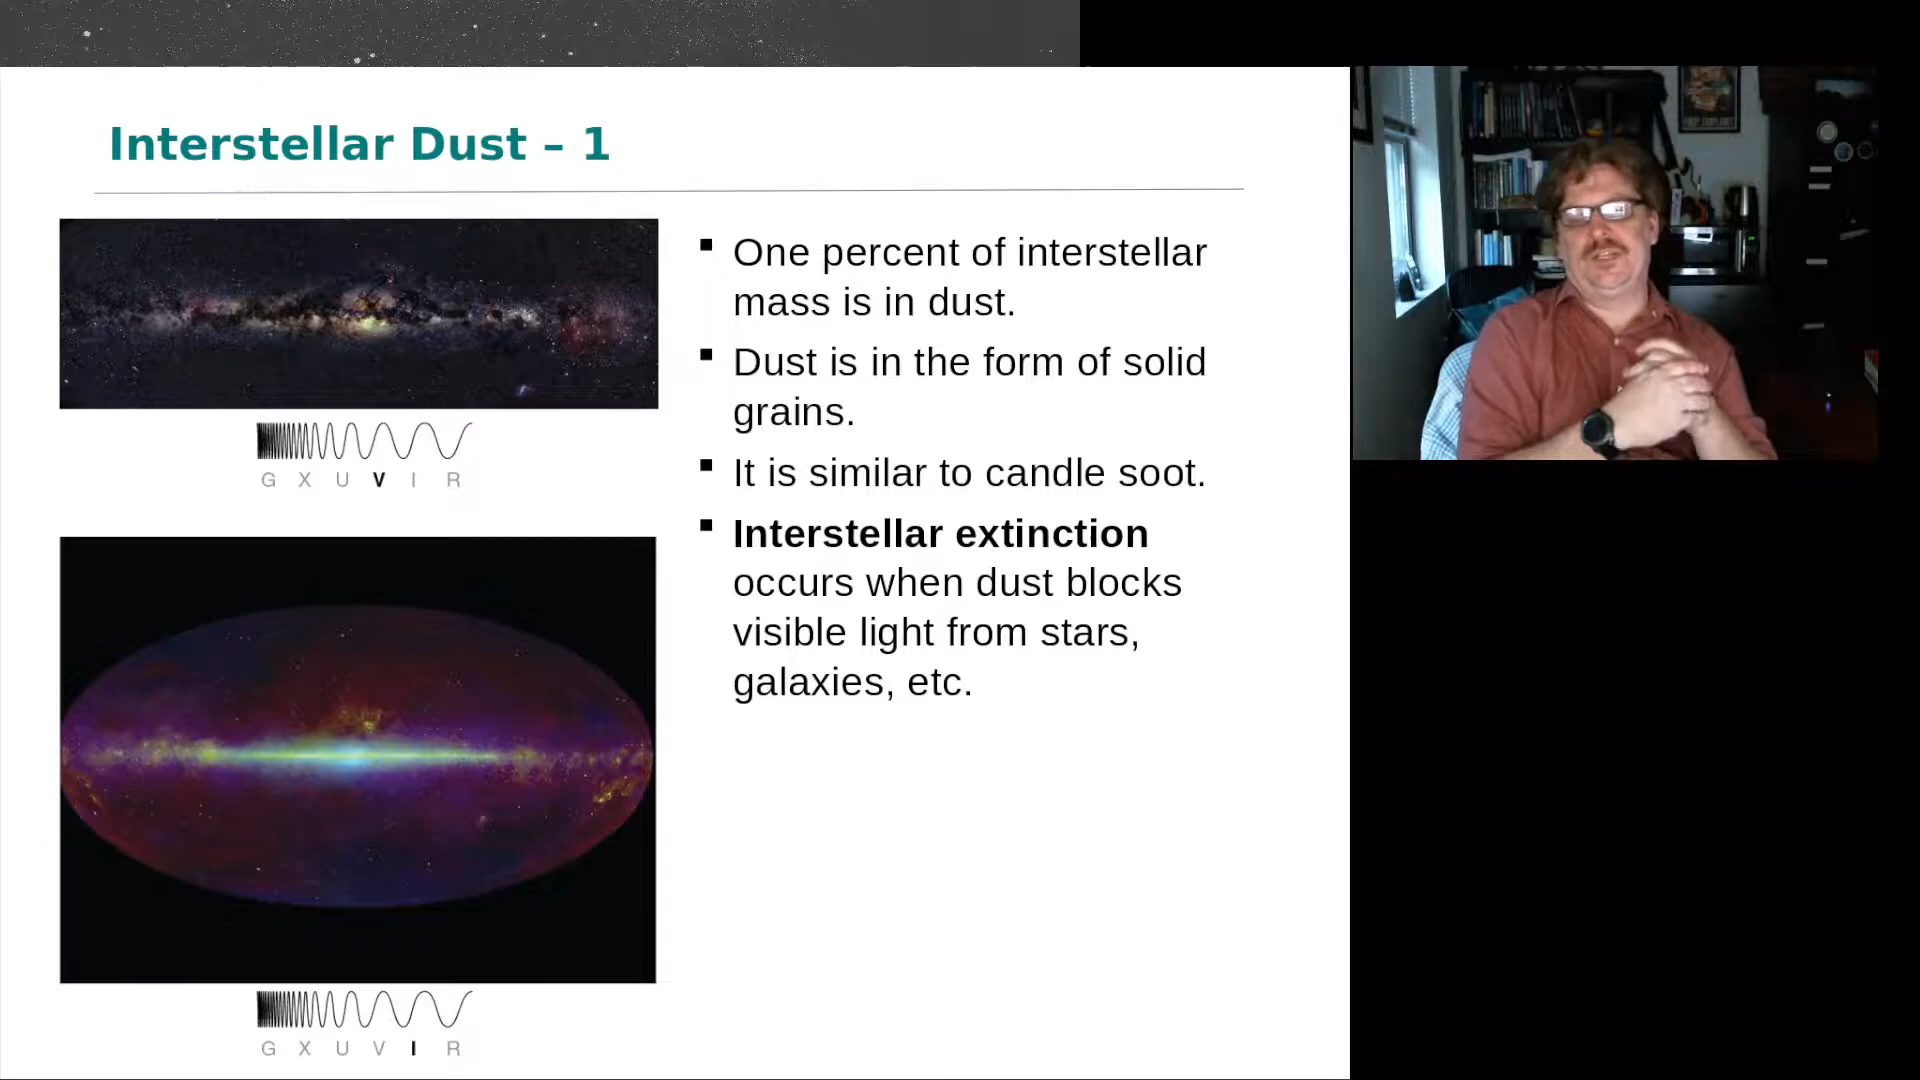 Interstellar Dust – 1
One percent of interstellar
mass is in dust.
Dust is in the form of solid
grains.
It is similar to candle soot.
Interstellar extinction
occurs when dust blocks
visible light from stars,
galaxies, etc.
G X U V I R
G X U V I R